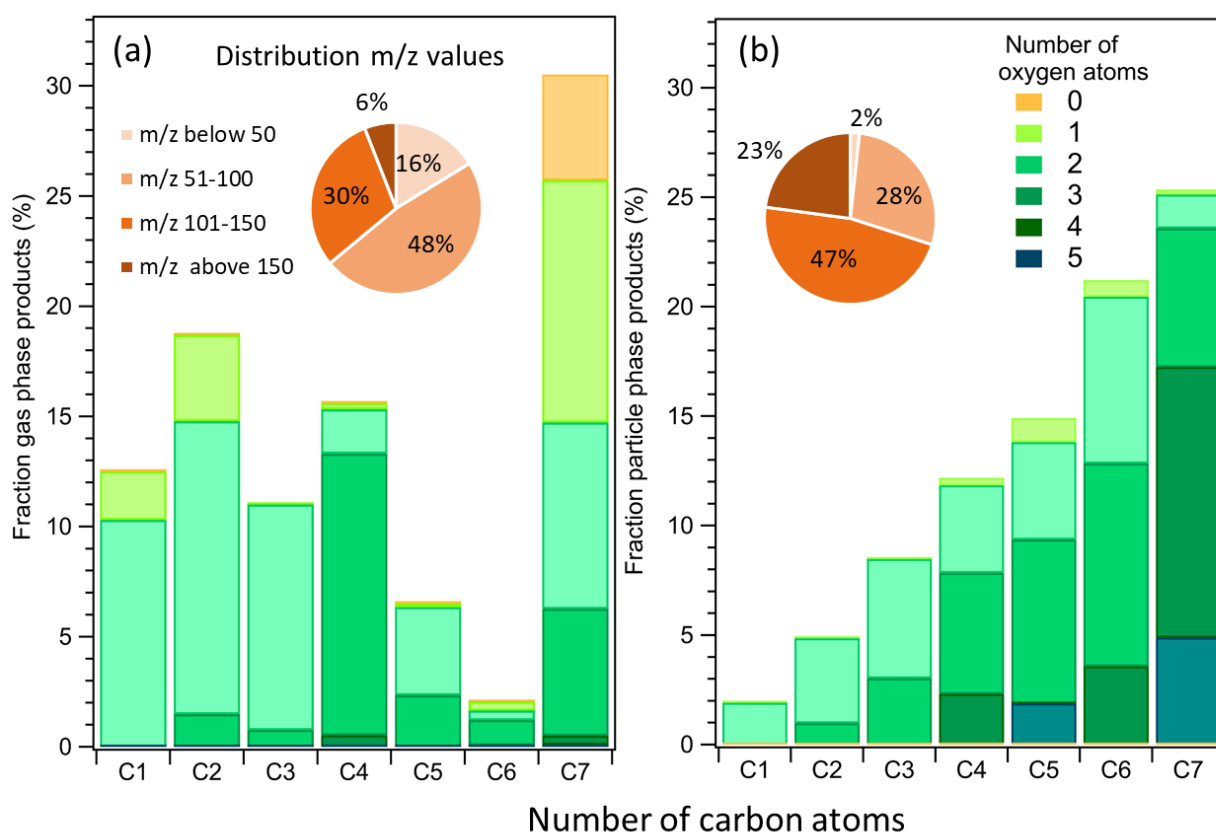 (a)
Distribution m/z values
m/z below 50
m/z 51-100
m/z 101-150
m/z above 150
6%
16%
30%
48%
Fraction gas phase products (%)
30
25
20
15
10
5
0
C1 C2 C3 C4 C5 C6 C7
(b)
Number of
oxygen atoms
0
1
2
3
4
5
2%
23%
28%
47%
Fraction particle phase products (%)
30
25
20
15
10
5
0
C1 C2 C3 C4 C5 C6 C7
Number of carbon atoms